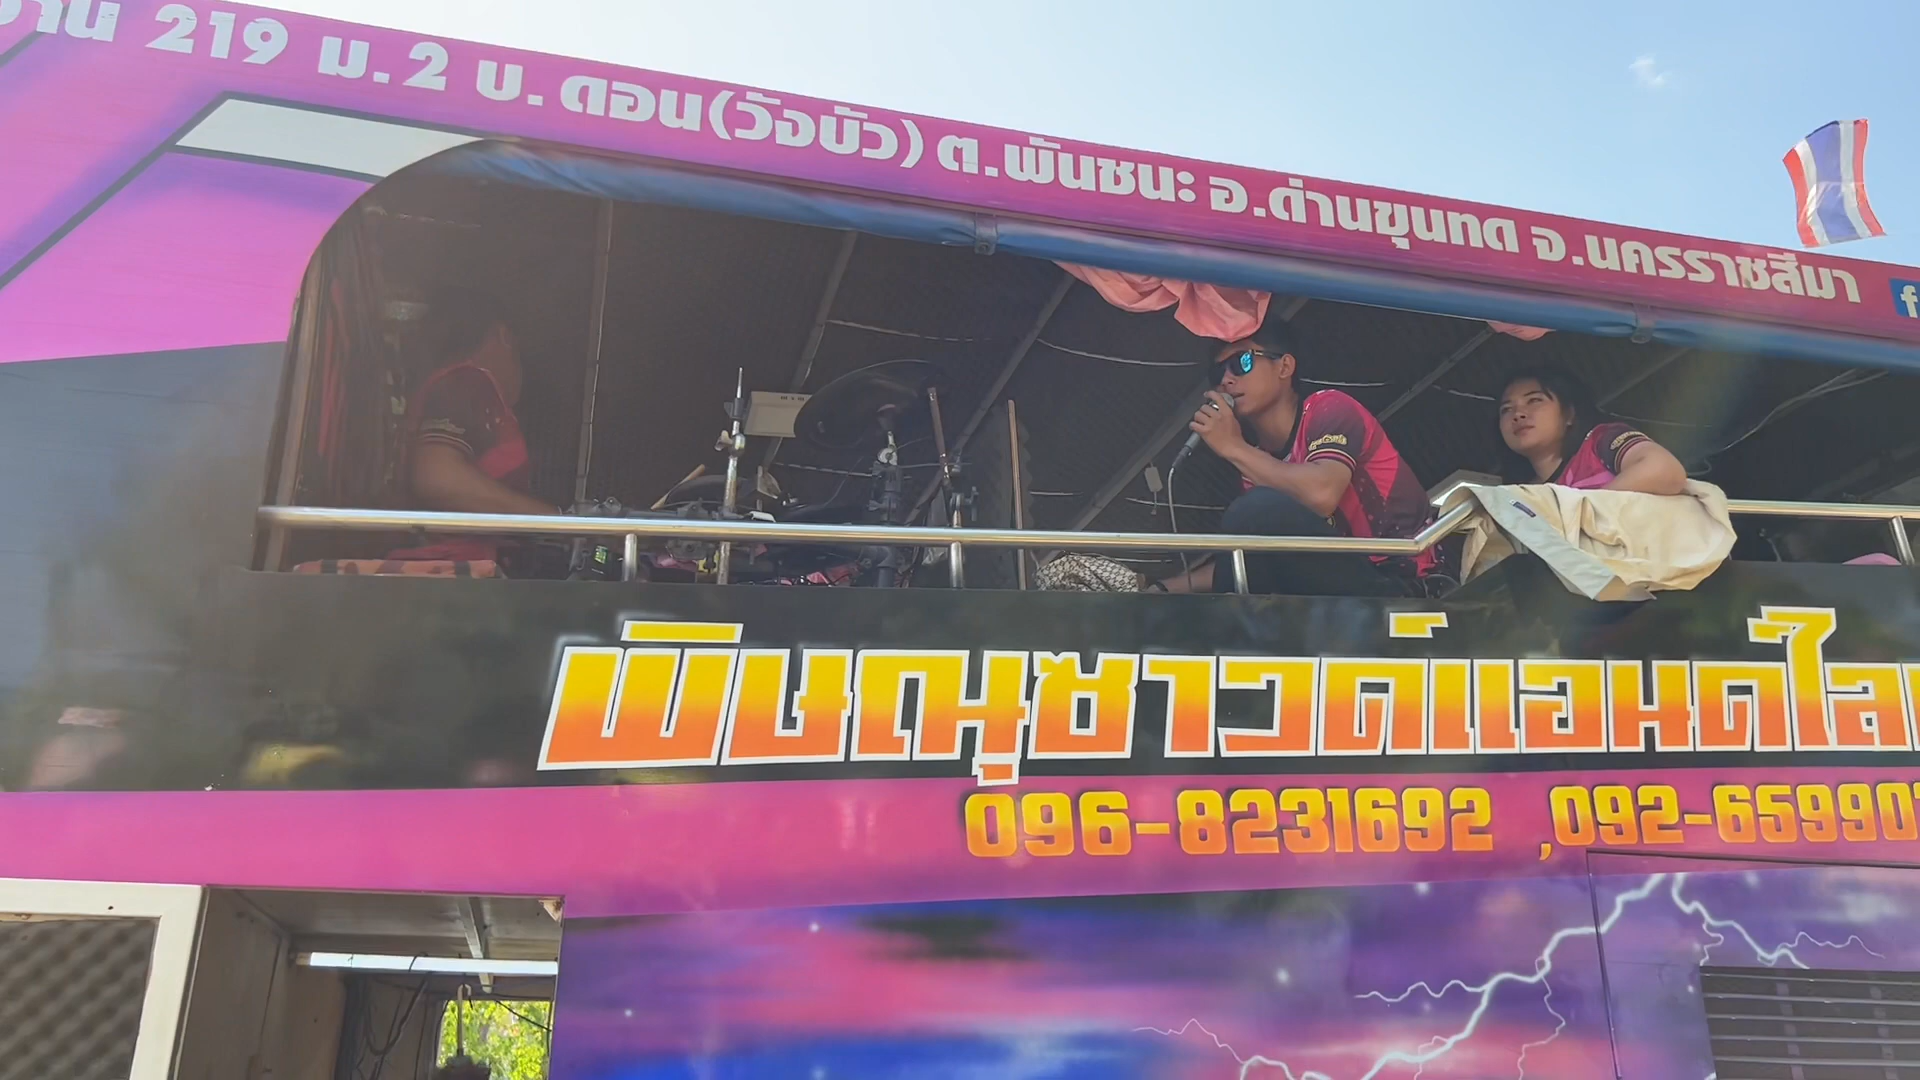 219 ม.2 บ.ดอน(วังบัว) ต.พันชนะ อ.ด่านขุนทด จ.นครราชสีมา
พิษณุซาวด์แอนด์ไล
096-8231692 ,092-65990